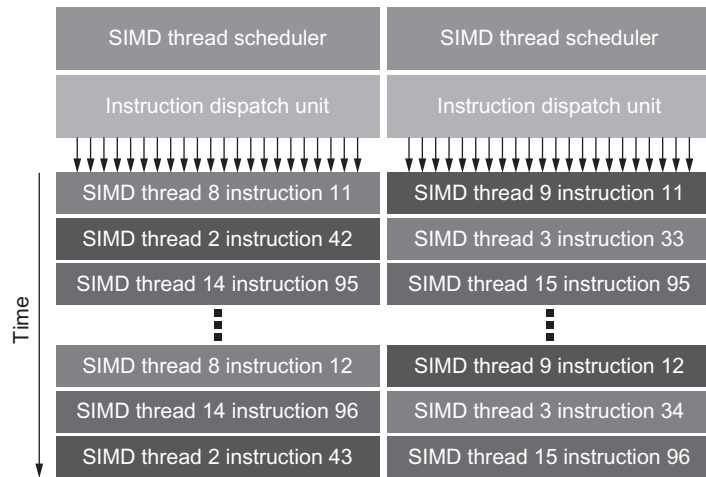 SIMD thread scheduler
SIMD thread scheduler
Instruction dispatch unit
Instruction dispatch unit
Time
SIMD thread 8 instruction 11
SIMD thread 9 instruction 11
SIMD thread 2 instruction 42
SIMD thread 3 instruction 33
SIMD thread 14 instruction 95
SIMD thread 15 instruction 95
SIMD thread 8 instruction 12
SIMD thread 9 instruction 12
SIMD thread 14 instruction 96
SIMD thread 3 instruction 34
SIMD thread 2 instruction 43
SIMD thread 15 instruction 96